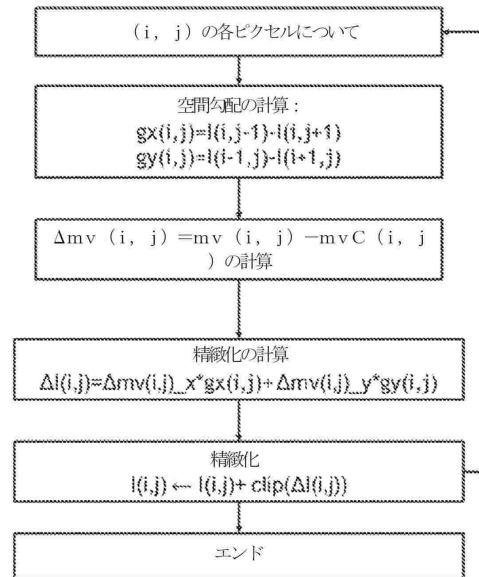 (i, j)の各ピクセルについて
空間勾配の計算:
gx(i,j)=I(i,j-1)-I(i,j+1)
gy(i,j)=I(i-1,j)-I(i+1,j)
Δmv(i, j)=mv(i, j)-mvC(i, j
)の計算
精緻化の計算
ΔI(i,j)=Δmv(i,j)_x*gx(i,j)+Δmv(i,j)_y*gy(i,j)
精緻化
I(i,j) ← I(i,j)+ clip(ΔI(i,j))
エンド